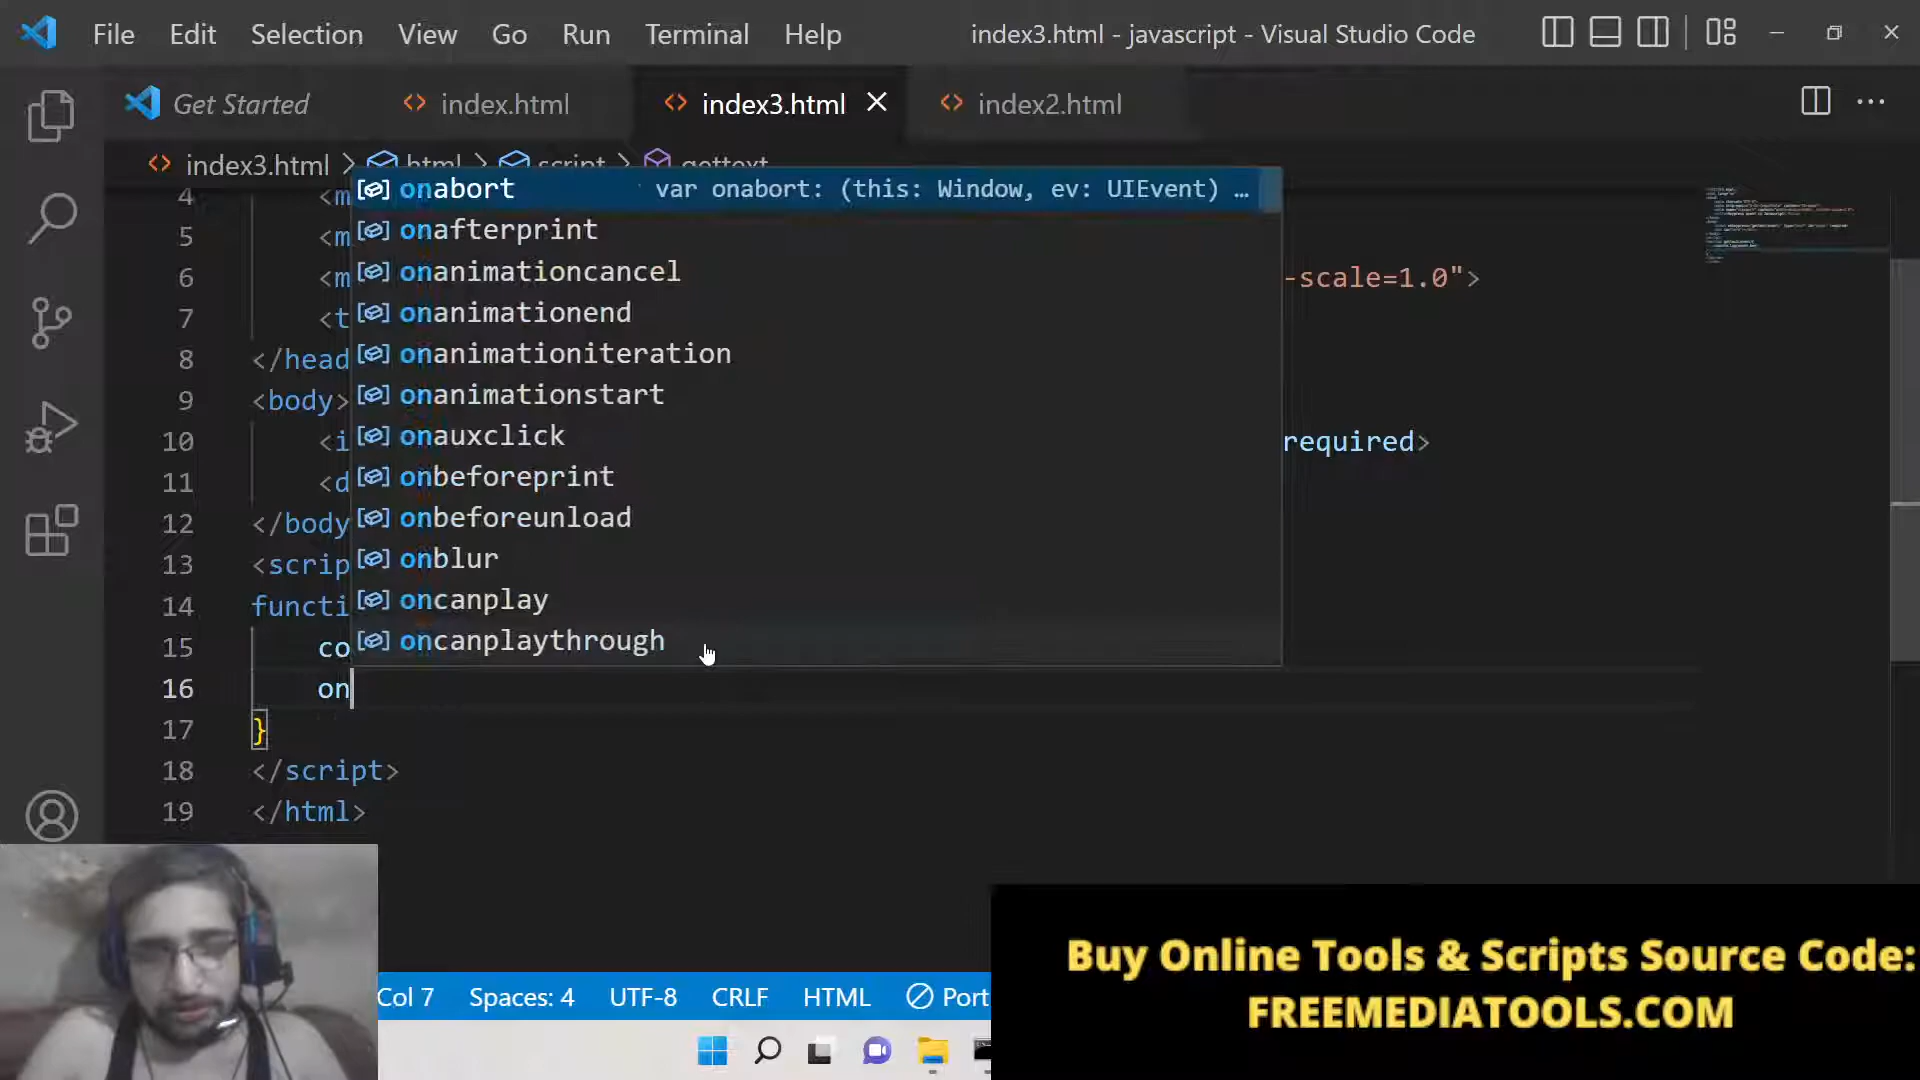 File Edit Selection View Go Run Terminal Help index3.html - javascript - Visual Studio Code
Get Started index.html index3.html index2.html
index3.html > html > script > gettext
4 <m
5 <m
6 <m -scale=1.0">
7 <t
8 </head
9 <body>
10 <i required>
11 <d
12 </body
13 <scrip
14 functi
15 co
16 on
17 }
18 </script>
19 </html>
onabort var onabort: (this: Window, ev: UIEvent) …
onafterprint
onanimationcancel
onanimationend
onanimationiteration
onanimationstart
onauxclick
onbeforeprint
onbeforeunload
onblur
oncanplay
oncanplaythrough
Col 7 Spaces: 4 UTF-8 CRLF HTML Port
Buy Online Tools & Scripts Source Code:
FREEMEDIATOOLS.COM